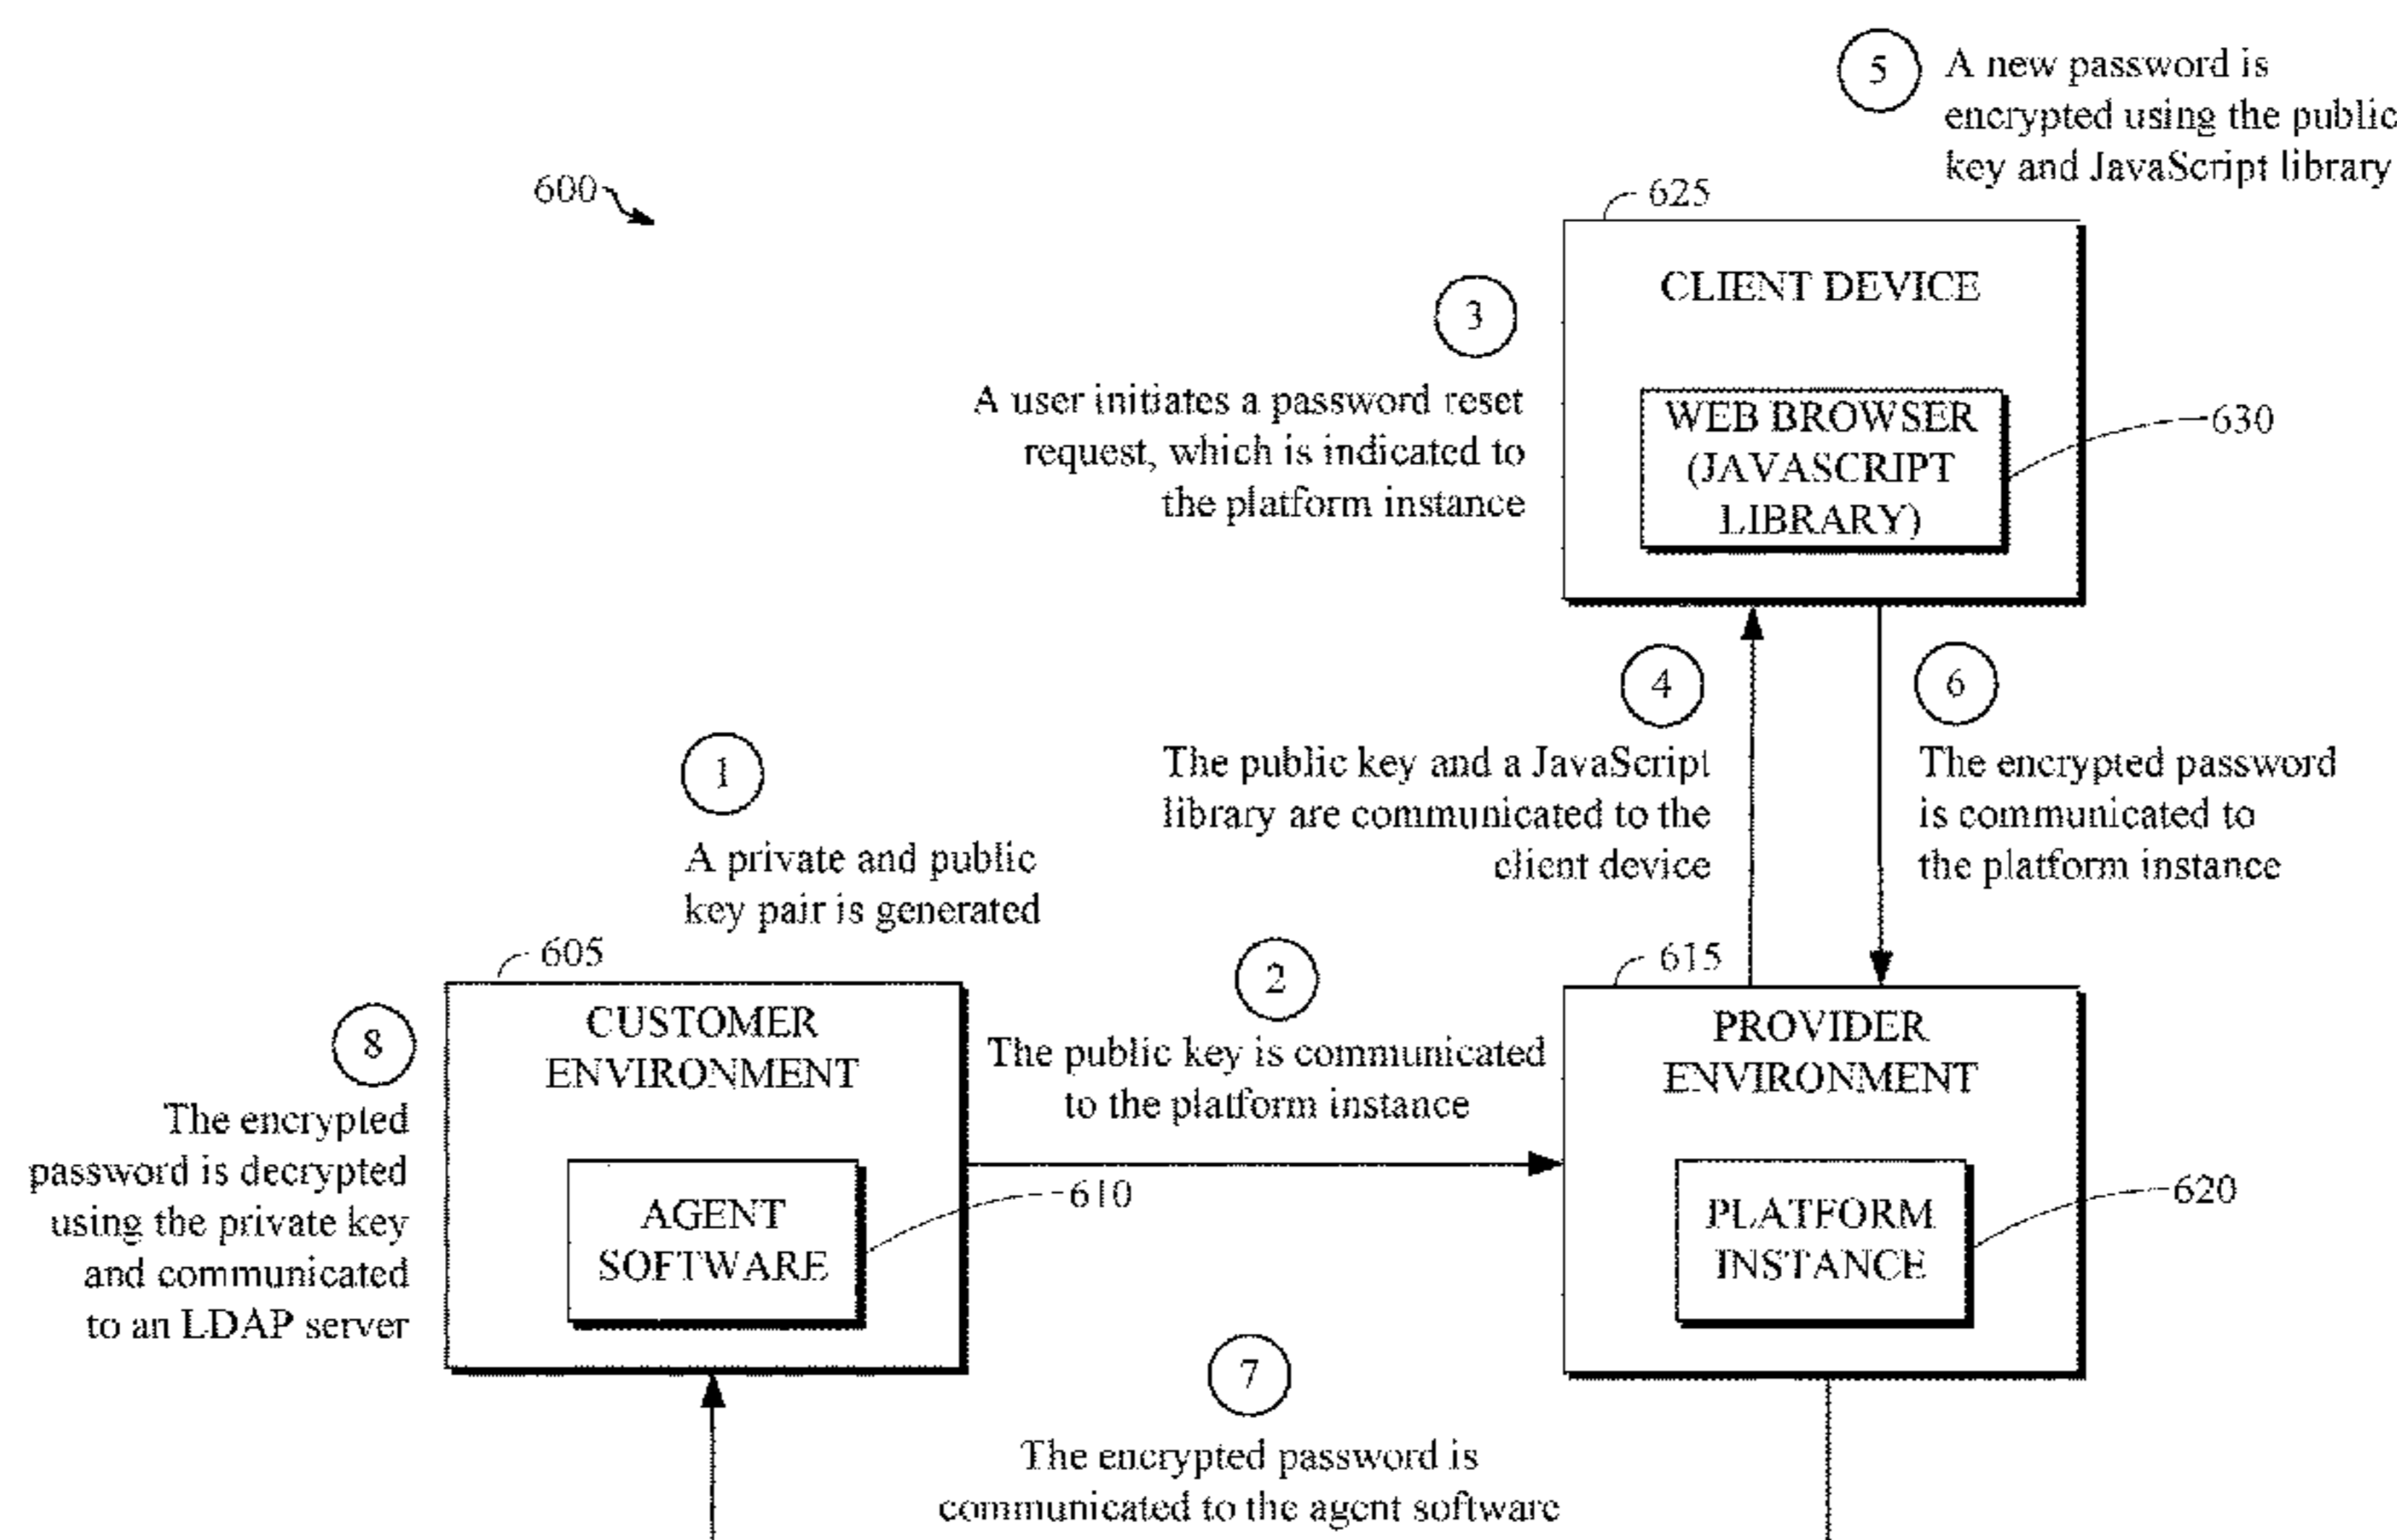 5
A new password is
encrypted using the public
key and JavaScript library
600
625
CLIENT DEVICE
3
A user initiates a password reset
request, which is indicated to
the platform instance
WEB BROWSER
(JAVASCRIPT
LIBRARY)
630
4
The public key and a JavaScript
library are communicated to the
client device
6
The encrypted password
is communicated to
the platform instance
1
A private and public
key pair is generated
605
CUSTOMER
ENVIRONMENT
AGENT
SOFTWARE
610
2
The public key is communicated
to the platform instance
615
PROVIDER
ENVIRONMENT
PLATFORM
INSTANCE
620
8
The encrypted
password is decrypted
using the private key
and communicated
to an LDAP server
7
The encrypted password is
communicated to the agent software